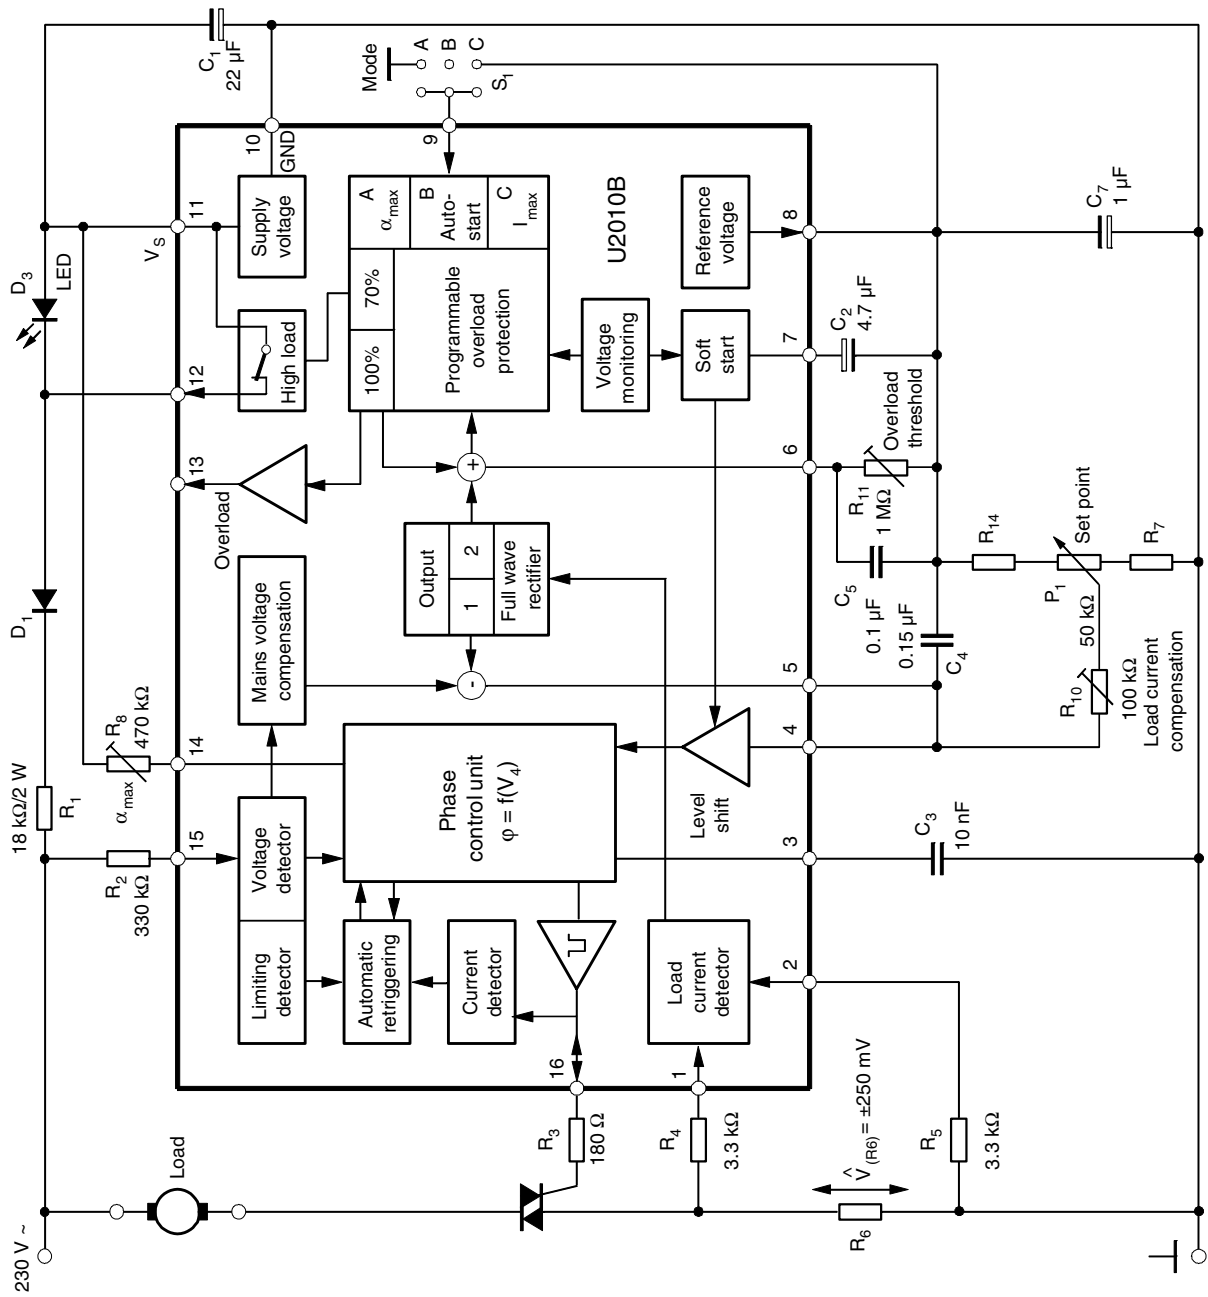 230 V ~
Load
R1
18 kΩ/2 W
D1
D3
LED
C1
22 µF
R2
330 kΩ
R8
470 kΩ
αmax
15
14
13
Overload
12
11
VS
10
GND
Mode
A
B
C
S1
9
Limiting
detector
Voltage
detector
Mains voltage
compensation
High load
Supply
voltage
Automatic
retriggering
Phase
control unit
φ = f(V4)
Current
detector
Output
1
2
Full wave
rectifier
100%
70%
A
αmax
B
Auto-
start
C
Imax
Programmable
overload
protection
+
-
U2010B
Voltage
monitoring
Reference
voltage
Soft
start
Level
shift
Load
current
detector
16
1
2
3
4
5
6
7
8
R3
180 Ω
R4
3.3 kΩ
R6
V̂(R6) = ±250 mV
R5
3.3 kΩ
C3
10 nF
R10
100 kΩ
Load current
compensation
C4
0.15 µF
C5
0.1 µF
R11
1 MΩ
Overload
threshold
R14
P1
50 kΩ
Set point
R7
C2
4.7 µF
C7
1 µF